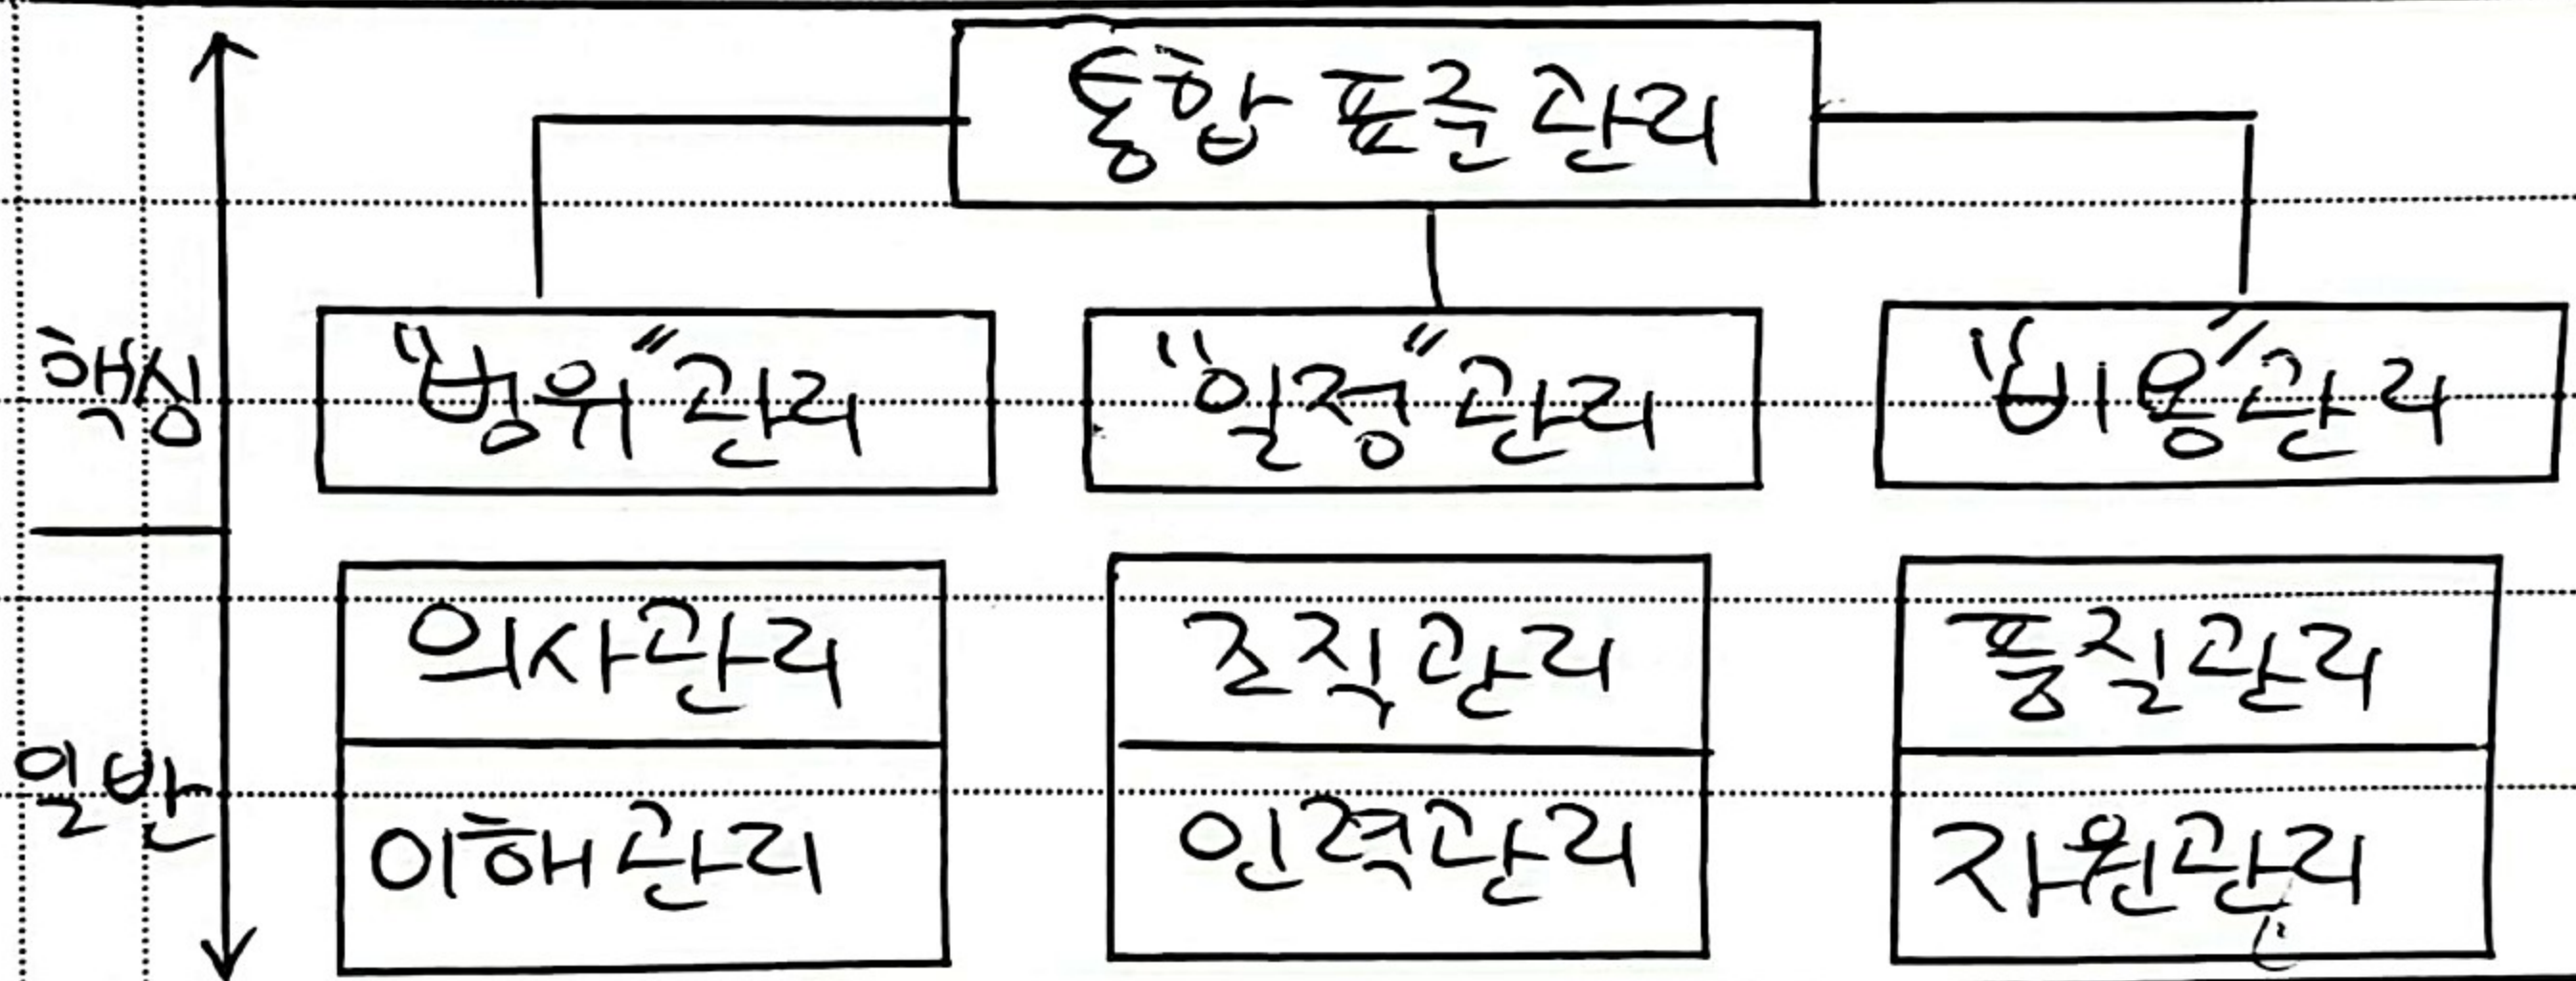 통합 표준 관리
핵심
"범위" 관리
"일정" 관리
"비용" 관리
의사관리
조직관리
품질관리
일반
이해관리
인력관리
자원관리